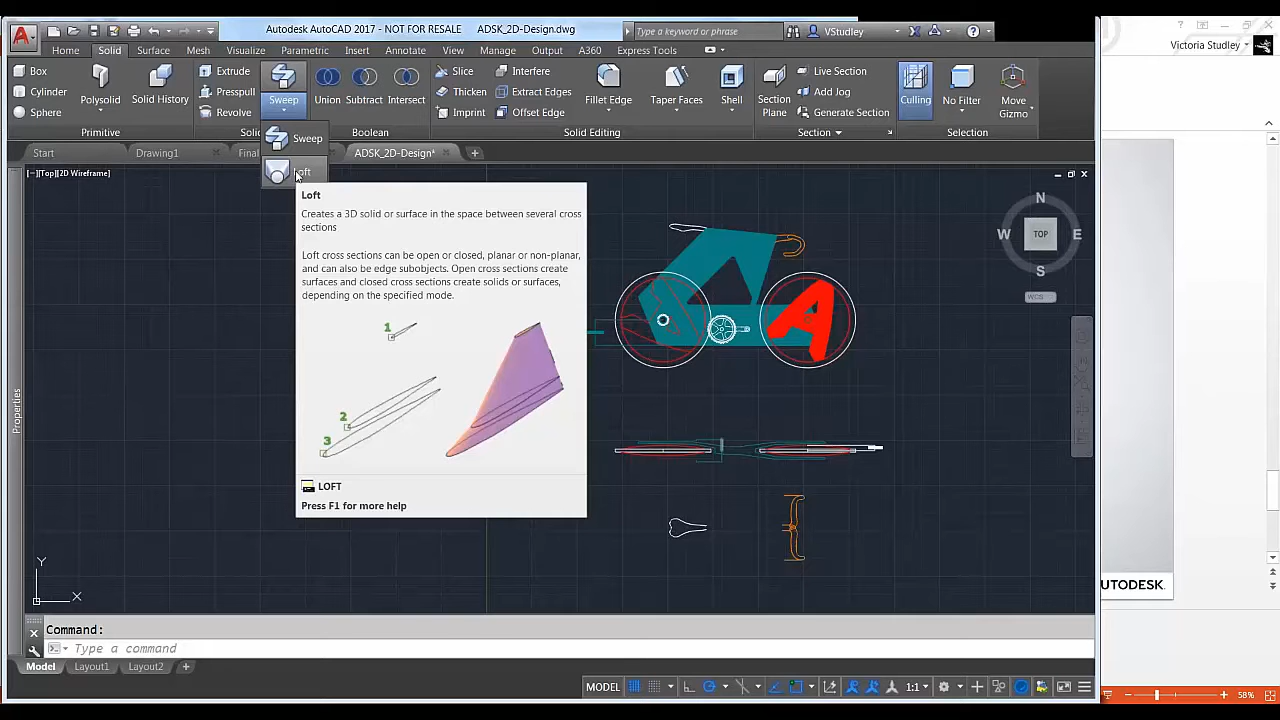 Autodesk AutoCAD 2017 - NOT FOR RESALE ADSK_2D-Design.dwg
Type a keyword or phrase
VStudley
Home Solid Surface Mesh Visualize Parametric Insert Annotate View Manage Output A360 Express Tools
Victoria Studley
Box
Cylinder
Sphere
Polysolid
Solid History
Extrude
Presspull
Revolve
Sweep
Union Subtract Intersect
Slice
Thicken
Imprint
Interfere
Extract Edges
Offset Edge
Fillet Edge
Taper Faces
Shell
Section
Plane
Live Section
Add Jog
Generate Section
Culling
No Filter
Move
Gizmo
Primitive
Boolean
Solid Editing
Section
Selection
Sweep
Start
Drawing1
ADSK_2D-Design*
[−][Top][2D Wireframe]
Loft
Creates a 3D solid or surface in the space between several cross
sections
Loft cross sections can be open or closed, planar or non-planar,
and can also be edge subobjects. Open cross sections create
surfaces and closed cross sections create solids or surfaces,
depending on the specified mode.
1
2
3
LOFT
Press F1 for more help
N
W
TOP
E
S
WCS
A
Properties
Y
X
AUTODESK.
Command:
Type a command
Model Layout1 Layout2 +
MODEL
1:1
58%